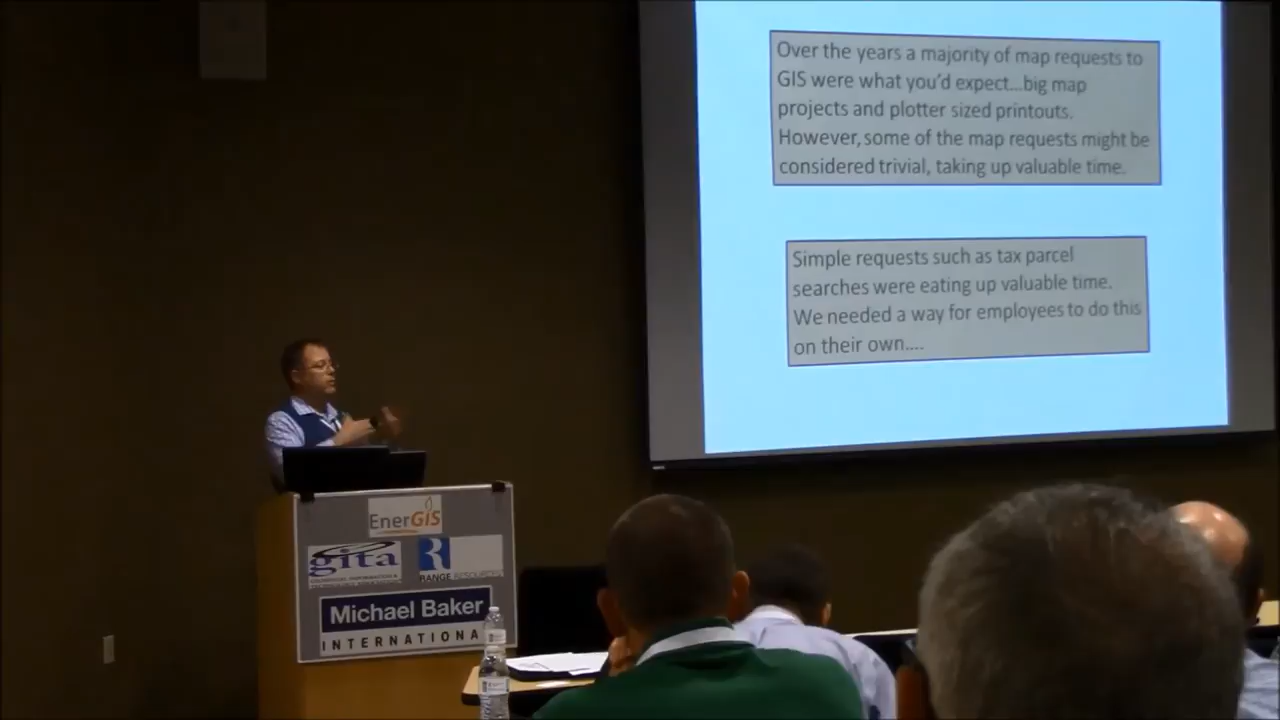 Over the years a majority of map requests to
GIS were what you'd expect...big map
projects and plotter sized printouts.
However, some of the map requests might be
considered trivial, taking up valuable time.
Simple requests such as tax parcel
searches were eating up valuable time.
We needed a way for employees to do this
on their own....
EnerGIS
gita
RANGE RESOURCES
Michael Baker
INTERNATIONA